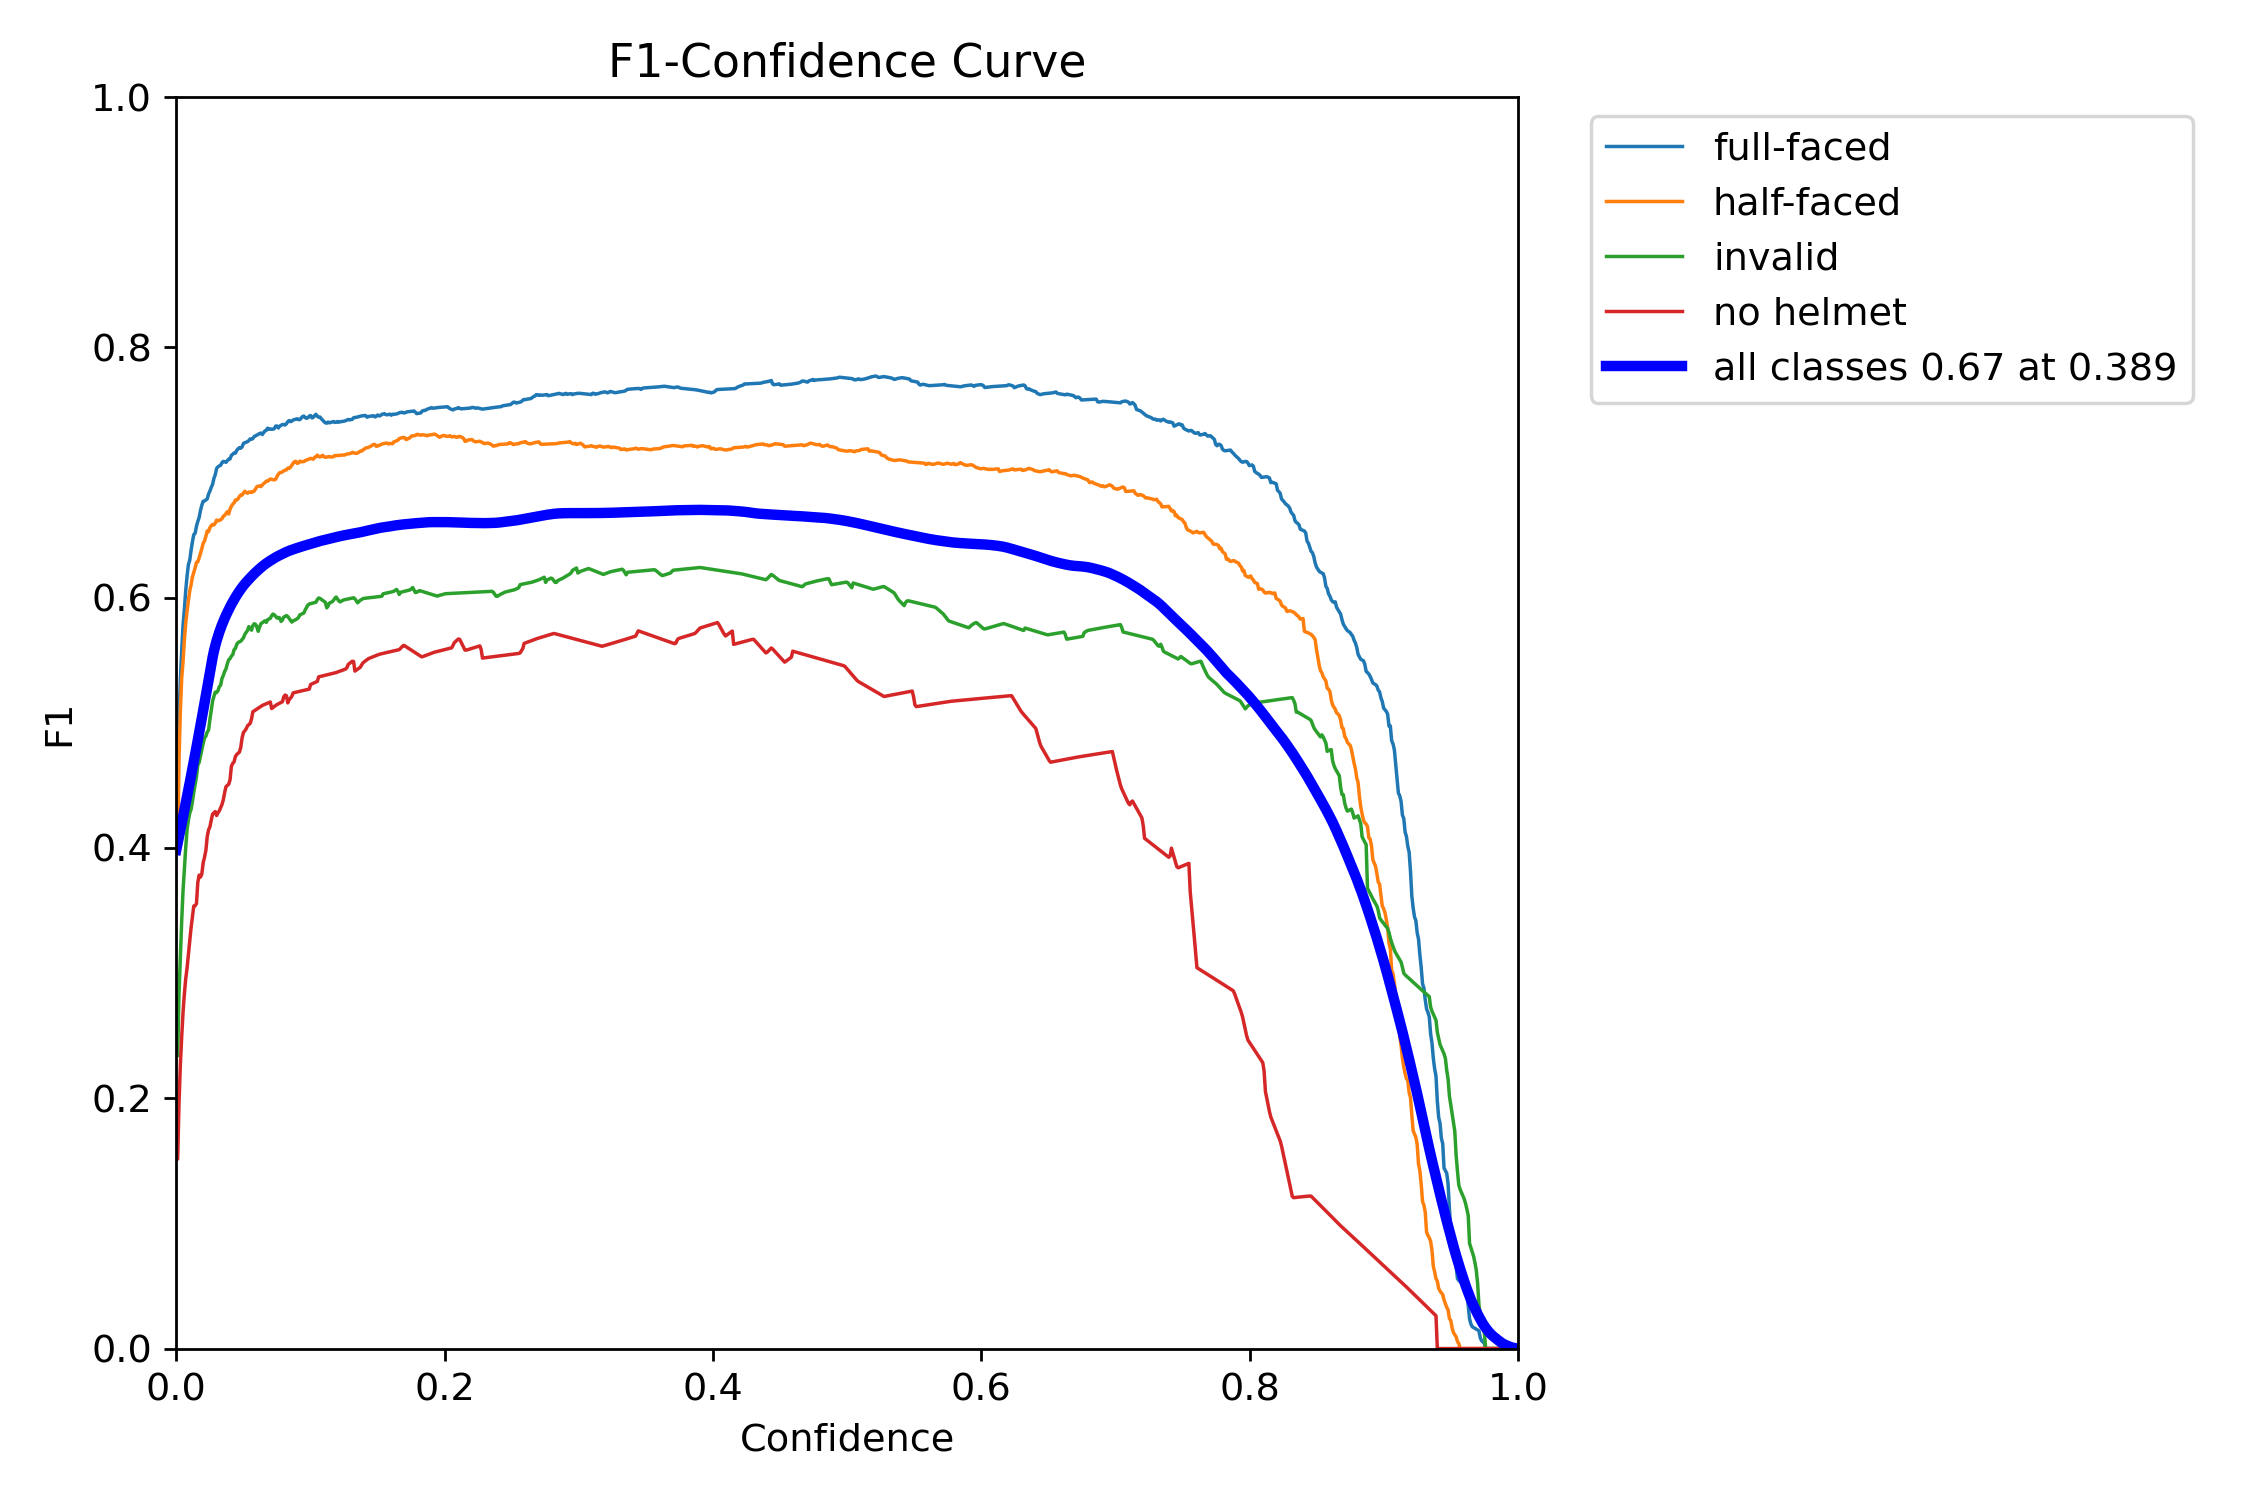 F1-Confidence Curve
1.0
0.8
0.6
0.4
0.2
0.0
F1
0.0 0.2 0.4 0.6 0.8 1.0
Confidence
full-faced
half-faced
invalid
no helmet
all classes 0.67 at 0.389